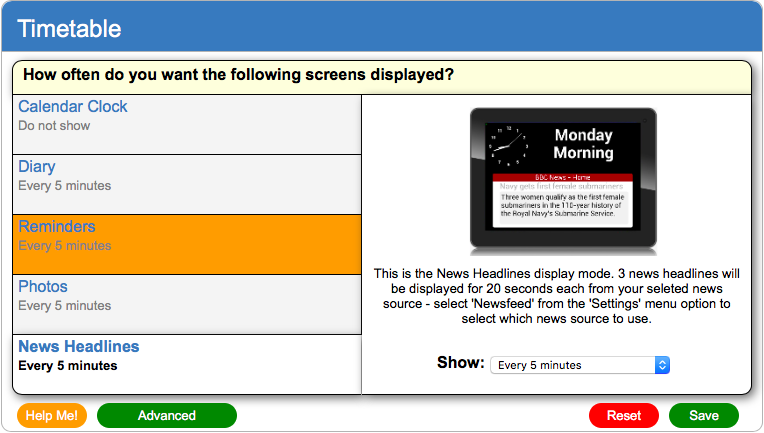 Timetable
How often do you want the following screens displayed?
Calendar Clock
Do not show
Diary
Every 5 minutes
Reminders
Every 5 minutes
Photos
Every 5 minutes
News Headlines
Every 5 minutes
12
Monday
Morning
BBC News - Home
Navy gets first female submariners
Three women qualify as the first female
submariners in the 110-year history of
the Royal Navy's Submarine Service.
This is the News Headlines display mode. 3 news headlines will
be displayed for 20 seconds each from your seleted news
source - select 'Newsfeed' from the 'Settings' menu option to
select which news source to use.
Show: Every 5 minutes
Help Me! Advanced Reset Save